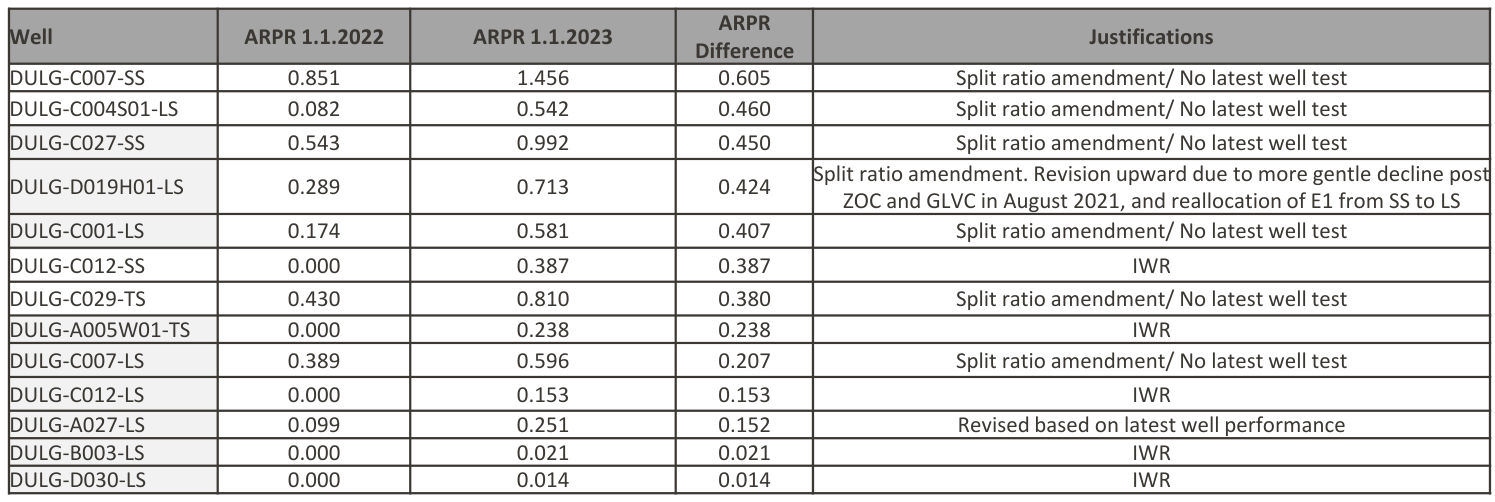 Well ARPR 1.1.2022 ARPR 1.1.2023 ARPR Difference Justifications
DULG-C007-SS 0.851 1.456 0.605 Split ratio amendment/ No latest well test
DULG-C004S01-LS 0.082 0.542 0.460 Split ratio amendment/ No latest well test
DULG-C027-SS 0.543 0.992 0.450 Split ratio amendment/ No latest well test
DULG-D019H01-LS 0.289 0.713 0.424 Split ratio amendment. Revision upward due to more gentle decline post
ZOC and GLVC in August 2021, and reallocation of E1 from SS to LS
DULG-C001-LS 0.174 0.581 0.407 Split ratio amendment/ No latest well test
DULG-C012-SS 0.000 0.387 0.387 IWR
DULG-C029-TS 0.430 0.810 0.380 Split ratio amendment/ No latest well test
DULG-A005W01-TS 0.000 0.238 0.238 IWR
DULG-C007-LS 0.389 0.596 0.207 Split ratio amendment/ No latest well test
DULG-C012-LS 0.000 0.153 0.153 IWR
DULG-A027-LS 0.099 0.251 0.152 Revised based on latest well performance
DULG-B003-LS 0.000 0.021 0.021 IWR
DULG-D030-LS 0.000 0.014 0.014 IWR